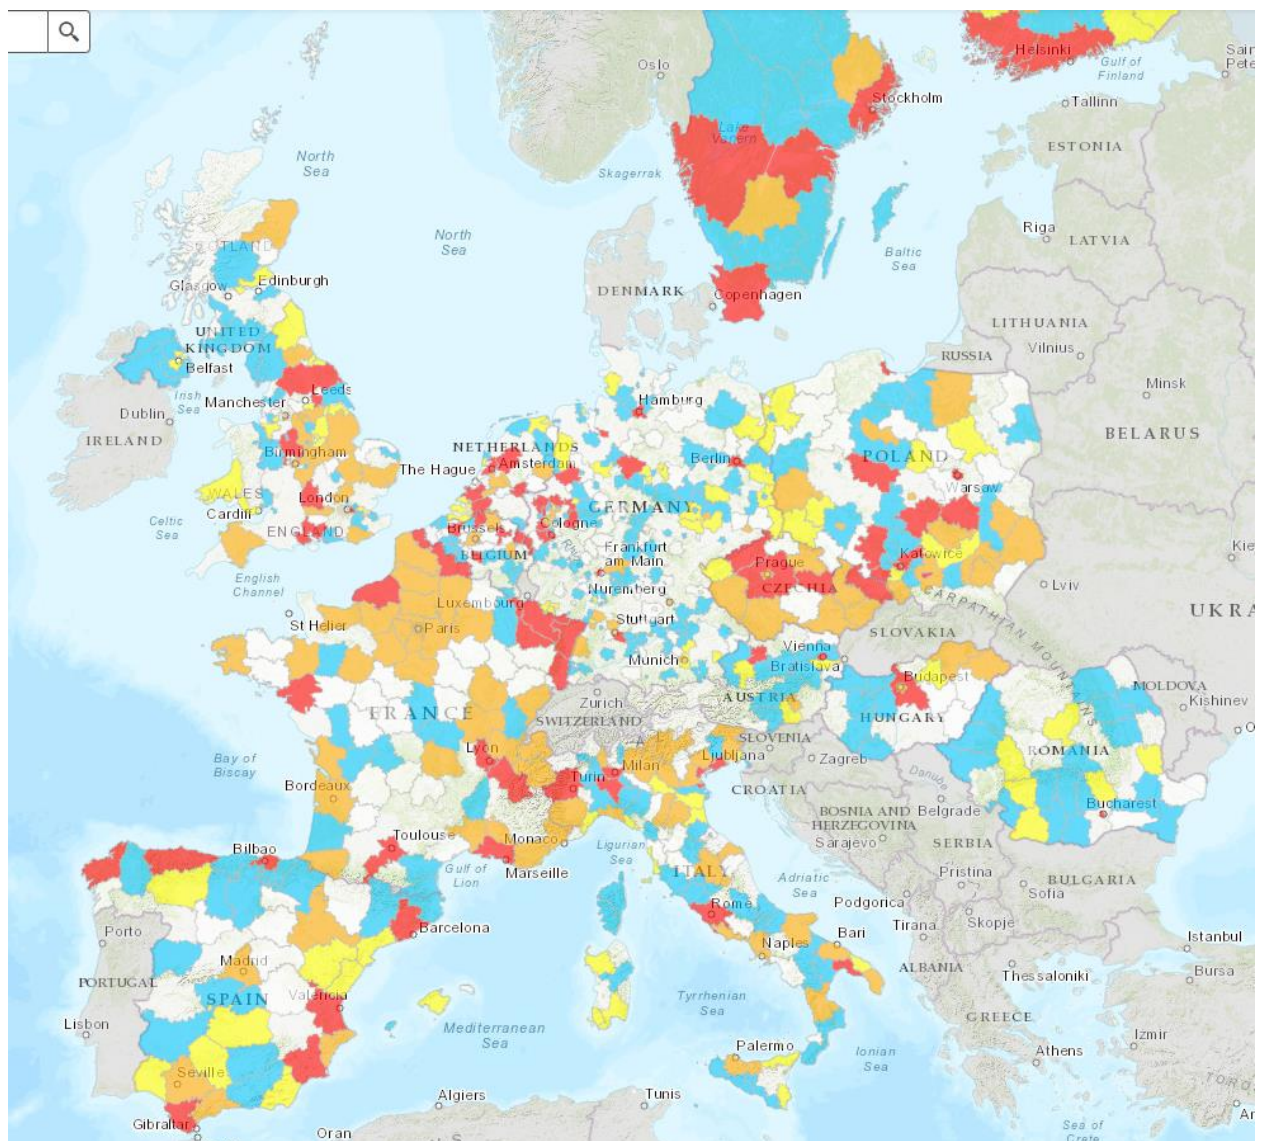 Helsinki
Gulf of
Finland
Oslo
Stockholm
Tallinn
Lake
ESTONIA
North
Sea
Skagerrak
Riga
LATVIA
North
Sea
Baltic
Sea
Glasgow
Edinburgh
DENMARK
Copenhagen
UNITED
KINGDOM
LITHUANIA
Vilnius
RUSSIA
Belfast
Minsk
Irish
Sea
Leeds
Manchester
Hamburg
Dublin
IRELAND
BELARUS
NETHERLANDS
Birmingham
The Hague
Amsterdam
Berlin
POLAND
Warsaw
WALES
London
Cardiff
GERMANY
Celtic
Sea
ENGLAND
Brussels
Cologne
BELGIUM
Frankfurt
am Main
Prague
Katowice
English
Channel
Nuremberg
CZECHIA
Lviv
Luxembourg
CARPATHIAN MOUNTAINS
St Helier
Paris
Stuttgart
SLOVAKIA
Vienna
Munich
Bratislava
Budapest
MOLDOVA
Zurich
AUSTRIA
Kishinev
FRANCE
SWITZERLAND
HUNGARY
Lyon
SLOVENIA
Ljubljana
ROMANIA
Bay of
Biscay
Turin
Milan
Zagreb
Danube
Bordeaux
CROATIA
Bucharest
BOSNIA AND
HERZEGOVINA
Belgrade
Toulouse
Monaco
Ligurian
Sea
Sarajevo
SERBIA
Bilbao
Gulf of
Lion
Marseille
ITALY
Adriatic
Sea
Pristina
Sofia
BULGARIA
Porto
Barcelona
Rome
Podgorica
Skopje
Tirana
Istanbul
Madrid
Naples
Bari
ALBANIA
Thessaloniki
Bursa
PORTUGAL
SPAIN
Valencia
Tyrrhenian
Sea
GREECE
Lisbon
Mediterranean
Sea
Izmir
Palermo
Ionian
Sea
Athens
Seville
Algiers
Tunis
Gibraltar
Oran
Sea of
Crete